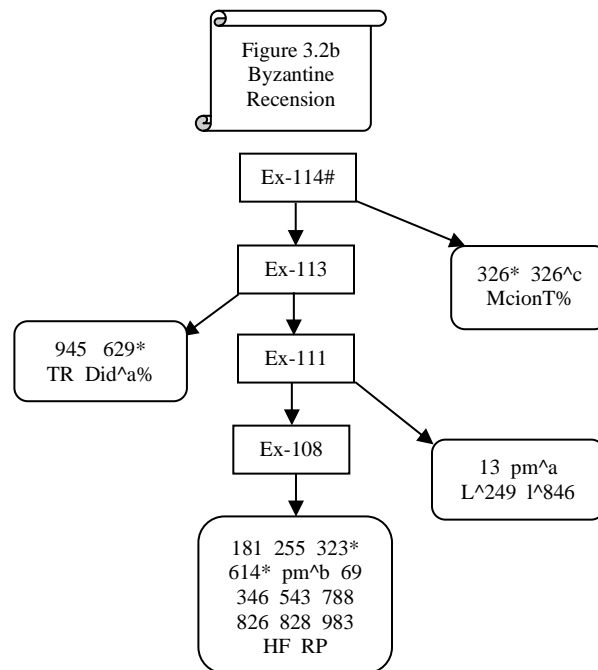 Figure 3.2b
Byzantine
Recension
Ex-114#
Ex-113
326* 326^c
McionT%
945 629*
TR Did^a%
Ex-111
Ex-108
13 pm^a
L^249 l^846
181 255 323*
614* pm^b 69
346 543 788
826 828 983
HF RP